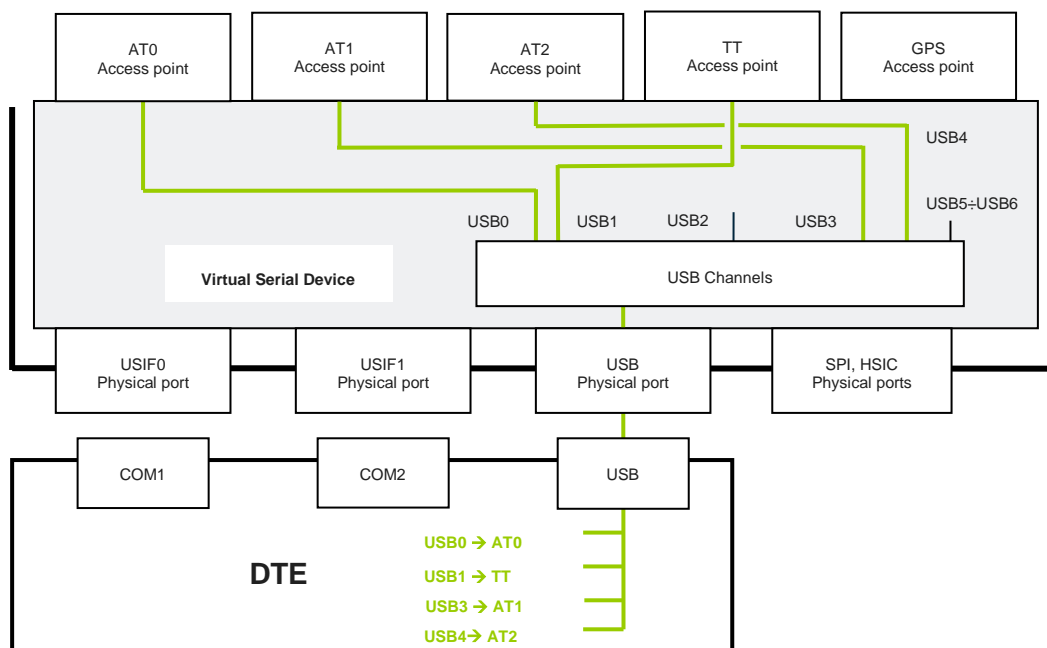 AT0
Access point
AT1
Access point
AT2
Access point
TT
Access point
GPS
Access point
USB4
USB5÷USB6
USB0
USB1
USB2
USB3
Virtual Serial Device
USB Channels
USIF0
Physical port
USIF1
Physical port
USB
Physical port
SPI, HSIC
Physical ports
COM1
COM2
USB
DTE
USB0 → AT0
USB1 → TT
USB3 → AT1
USB4→ AT2